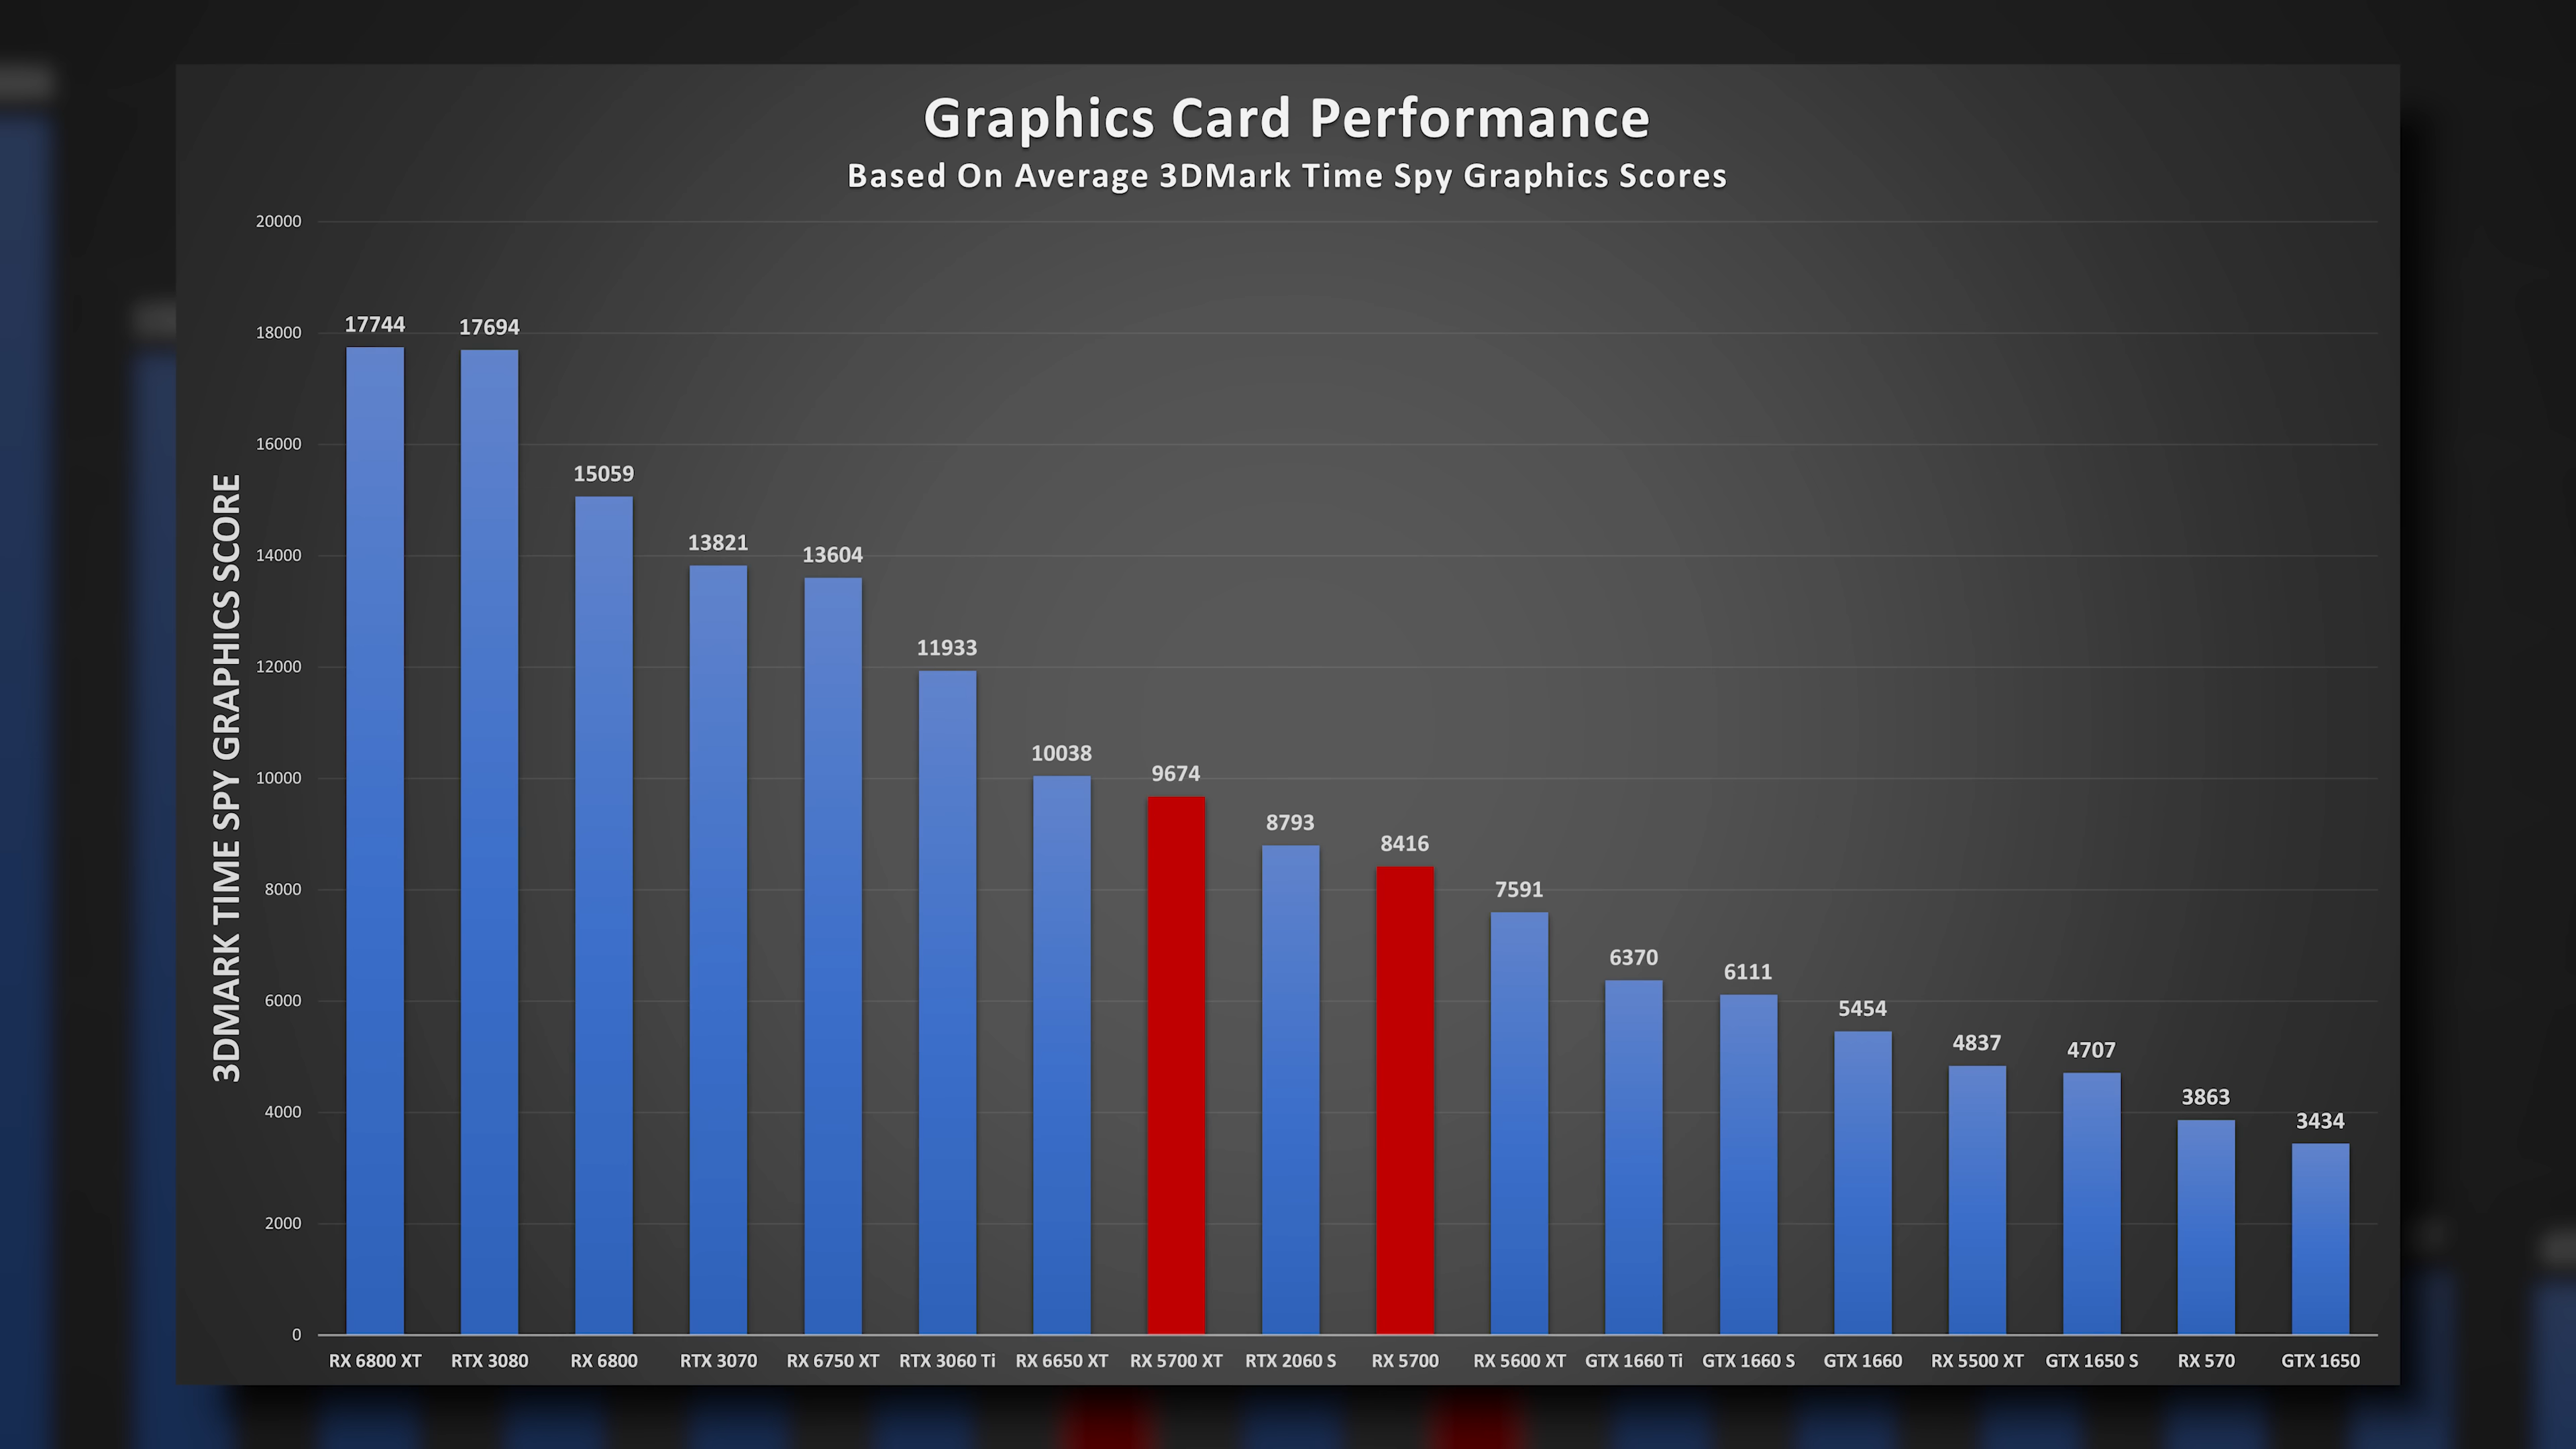 Graphics Card Performance
Based On Average 3DMark Time Spy Graphics Scores
3DMARK TIME SPY GRAPHICS SCORE
20000
18000
16000
14000
12000
10000
8000
6000
4000
2000
0
17744
17694
15059
13821
13604
11933
10038
9674
8793
8416
7591
6370
6111
5454
4837
4707
3863
3434
RX 6800 XT
RTX 3080
RX 6800
RTX 3070
RX 6750 XT
RTX 3060 Ti
RX 6650 XT
RX 5700 XT
RTX 2060 S
RX 5700
RX 5600 XT
GTX 1660 Ti
GTX 1660 S
GTX 1660
RX 5500 XT
GTX 1650 S
RX 570
GTX 1650